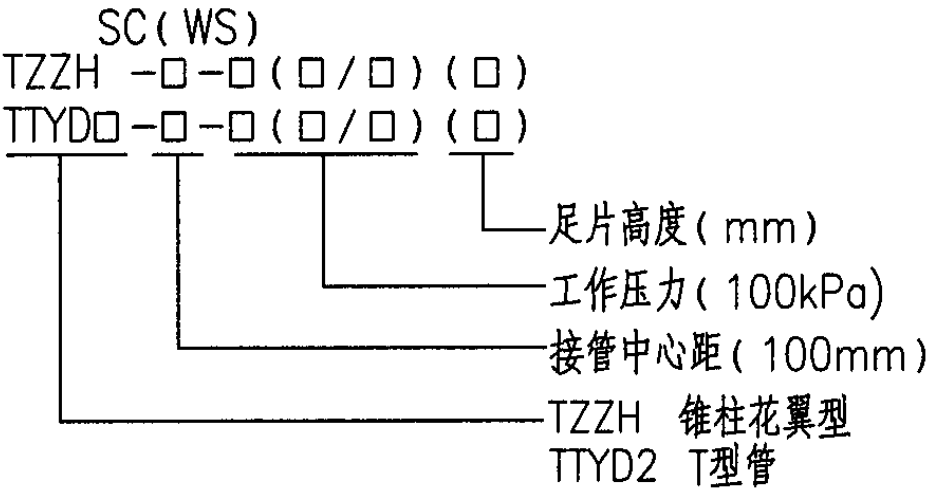 SC(WS)
TZZH -□-□(□/□)(□)
TTYD□-□-□(□/□)(□)
足片高度(mm)
工作压力(100kPa)
接管中心距(100mm)
TZZH 锥柱花翼型
TTYD2 T型管